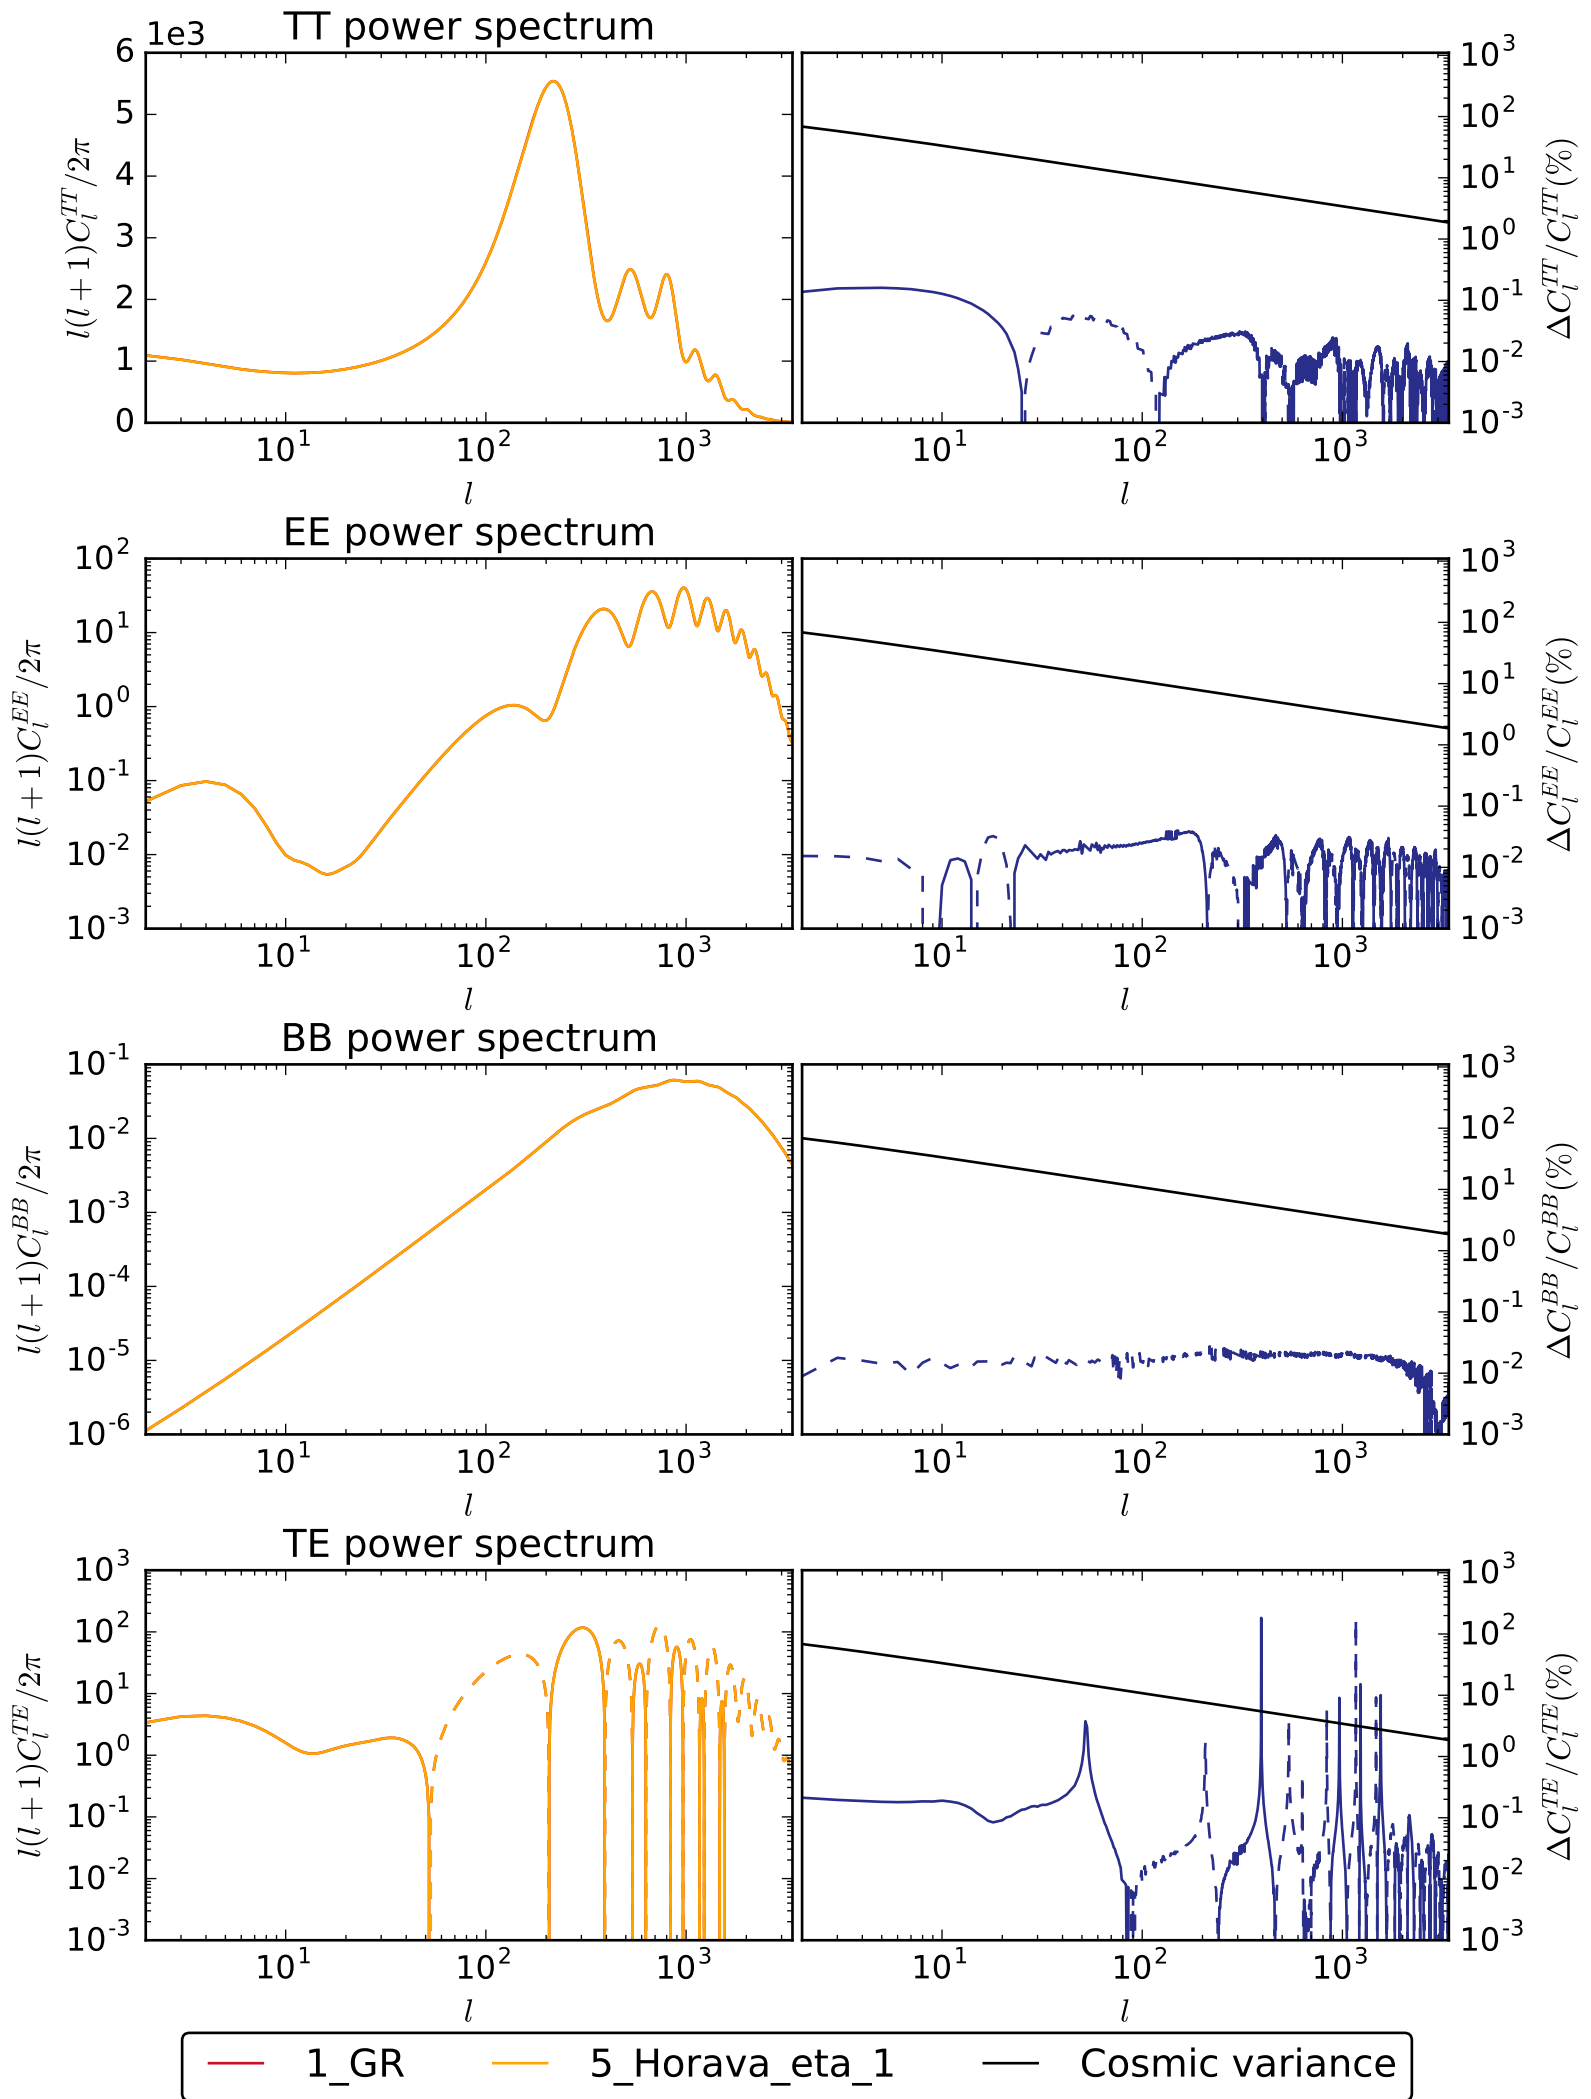 TT power spectrum
1e3
6
5
4
3
2
1
0
l(l + 1)C_l^{TT}/2π
10^1 10^2 10^3
l
10^3
10^2
10^1
10^0
10^-1
10^-2
10^-3
ΔC_l^{TT}/C_l^{TT}(%)
10^1 10^2 10^3
l
EE power spectrum
10^2
10^1
10^0
10^-1
10^-2
10^-3
l(l + 1)C_l^{EE}/2π
10^1 10^2 10^3
l
10^3
10^2
10^1
10^0
10^-1
10^-2
10^-3
ΔC_l^{EE}/C_l^{EE}(%)
10^1 10^2 10^3
l
BB power spectrum
10^-1
10^-2
10^-3
10^-4
10^-5
10^-6
l(l + 1)C_l^{BB}/2π
10^1 10^2 10^3
l
10^3
10^2
10^1
10^0
10^-1
10^-2
10^-3
ΔC_l^{BB}/C_l^{BB}(%)
10^1 10^2 10^3
l
TE power spectrum
10^3
10^2
10^1
10^0
10^-1
10^-2
10^-3
l(l + 1)C_l^{TE}/2π
10^1 10^2 10^3
l
10^3
10^2
10^1
10^0
10^-1
10^-2
10^-3
ΔC_l^{TE}/C_l^{TE}(%)
10^1 10^2 10^3
l
1_GR 5_Horava_eta_1 Cosmic variance